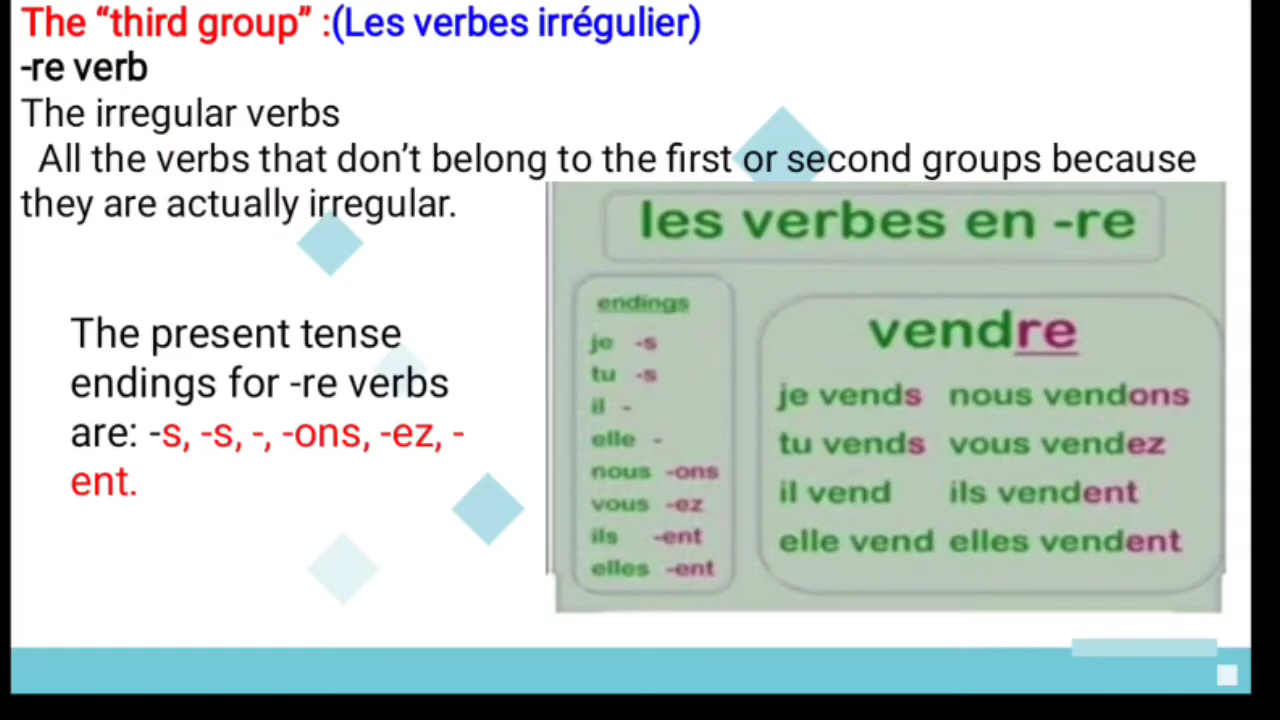 The “third group” :(Les verbes irrégulier)
-re verb
The irregular verbs
All the verbs that don’t belong to the first or second groups because
they are actually irregular.
The present tense
endings for -re verbs
are: -s, -s, -, -ons, -ez, -
ent.
les verbes en -re
endings
je -s
tu -s
il -
elle -
nous -ons
vous -ez
ils -ent
elles -ent
vendre
je vends nous vendons
tu vends vous vendez
il vend ils vendent
elle vend elles vendent